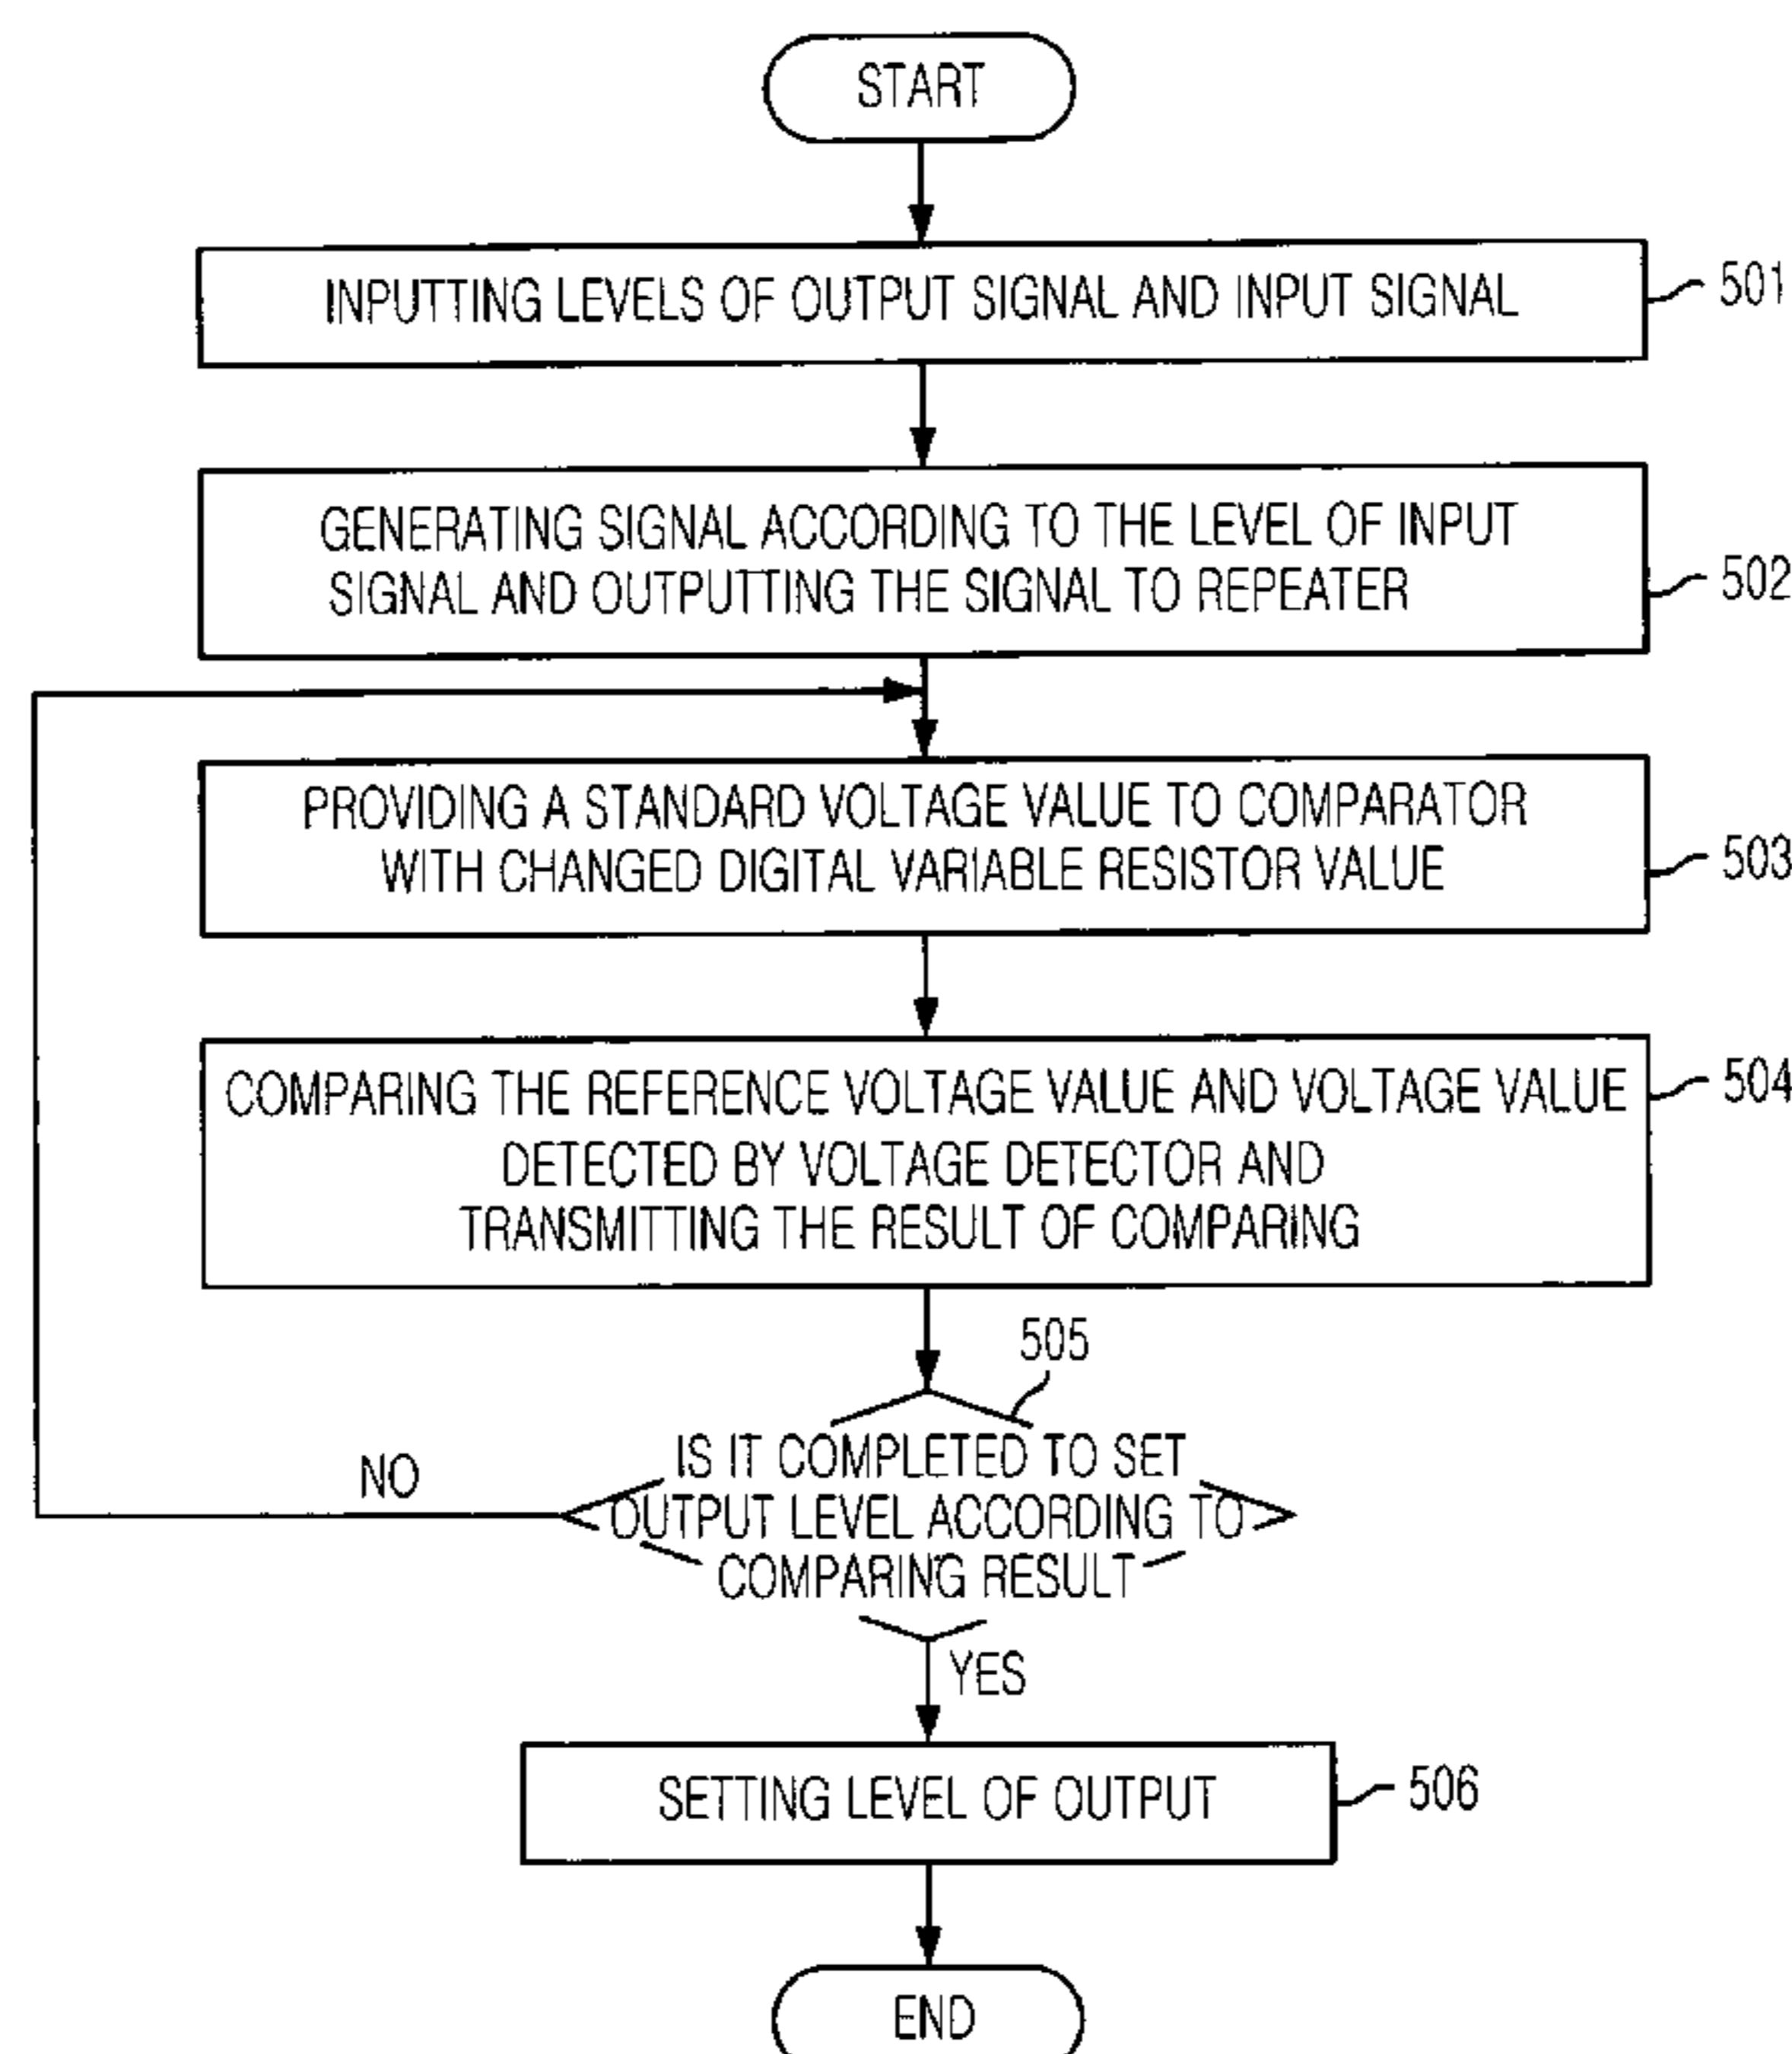 START
INPUTTING LEVELS OF OUTPUT SIGNAL AND INPUT SIGNAL
501
GENERATING SIGNAL ACCORDING TO THE LEVEL OF INPUT
SIGNAL AND OUTPUTTING THE SIGNAL TO REPEATER
502
PROVIDING A STANDARD VOLTAGE VALUE TO COMPARATOR
WITH CHANGED DIGITAL VARIABLE RESISTOR VALUE
503
COMPARING THE REFERENCE VOLTAGE VALUE AND VOLTAGE VALUE
DETECTED BY VOLTAGE DETECTOR AND
TRANSMITTING THE RESULT OF COMPARING
504
505
IS IT COMPLETED TO SET
OUTPUT LEVEL ACCORDING TO
COMPARING RESULT
NO
YES
SETTING LEVEL OF OUTPUT
506
END